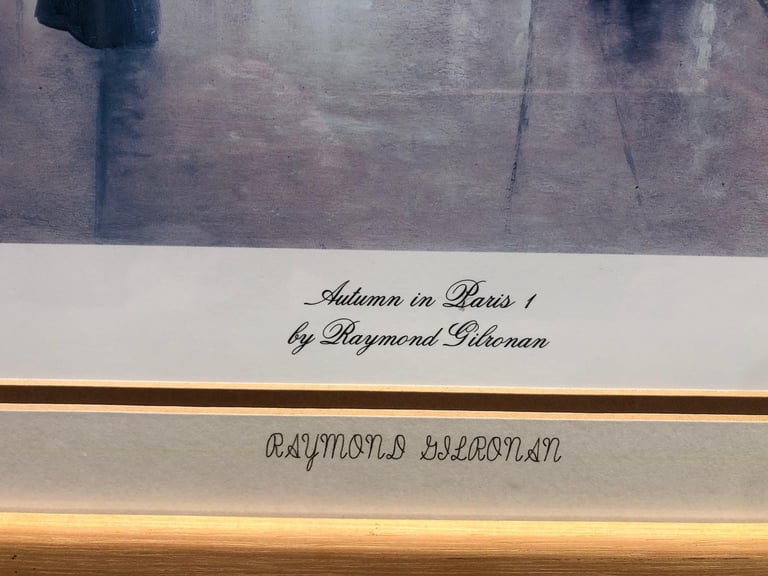 Autumn in Paris 1
by Raymond Gilronan
RAYMOND GILRONAN